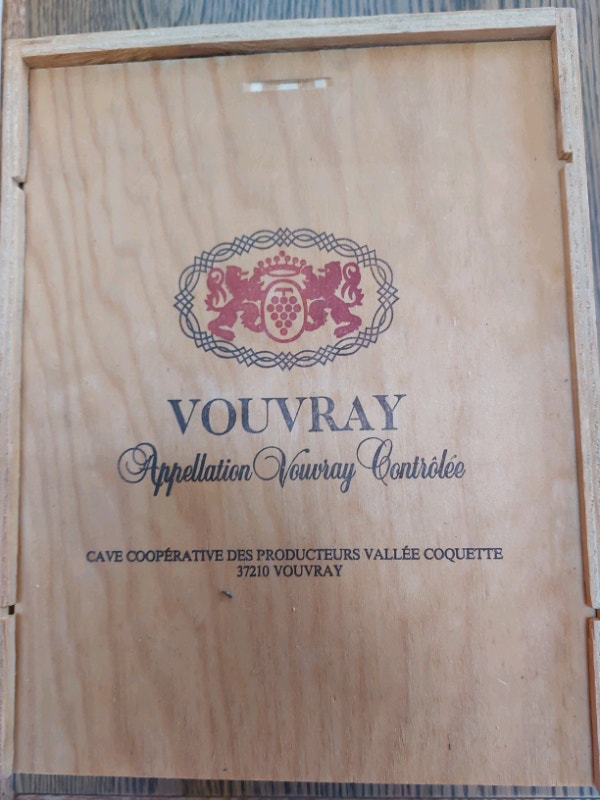 VOUVRAY
Appellation Vouvray Contrôlée
CAVE COOPÉRATIVE DES PRODUCTEURS VALLÉE COQUETTE
37210 VOUVRAY